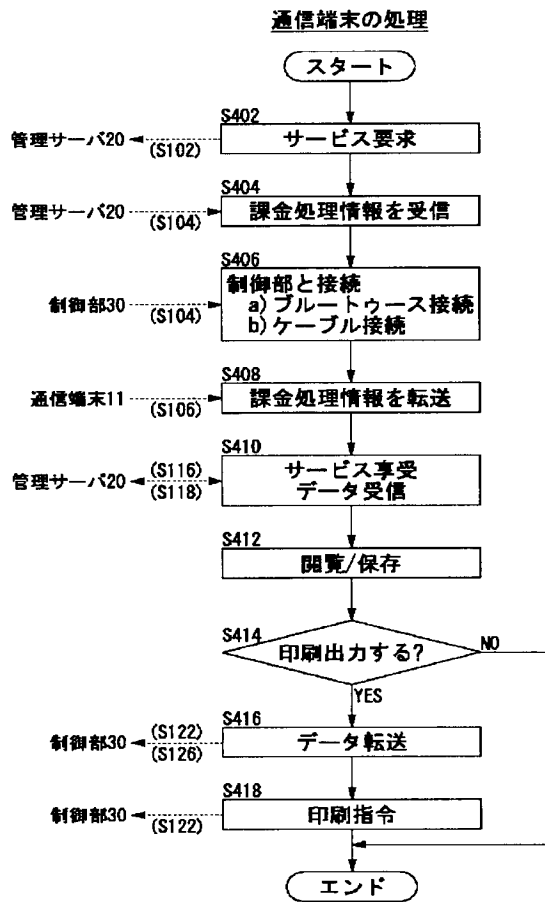 通信端末の処理
スタート
S402
管理サーバ20
(S102)
サービス要求
S404
管理サーバ20
(S104)
課金処理情報を受信
S406
制御部30
(S104)
制御部と接続
a)ブルートゥース接続
b)ケーブル接続
S408
通信端末11
(S106)
課金処理情報を転送
S410
管理サーバ20
(S116)
(S118)
サービス享受
データ受信
S412
閲覧/保存
S414
印刷出力する?
NO
YES
S416
制御部30
(S122)
(S126)
データ転送
S418
制御部30
(S122)
印刷指令
エンド